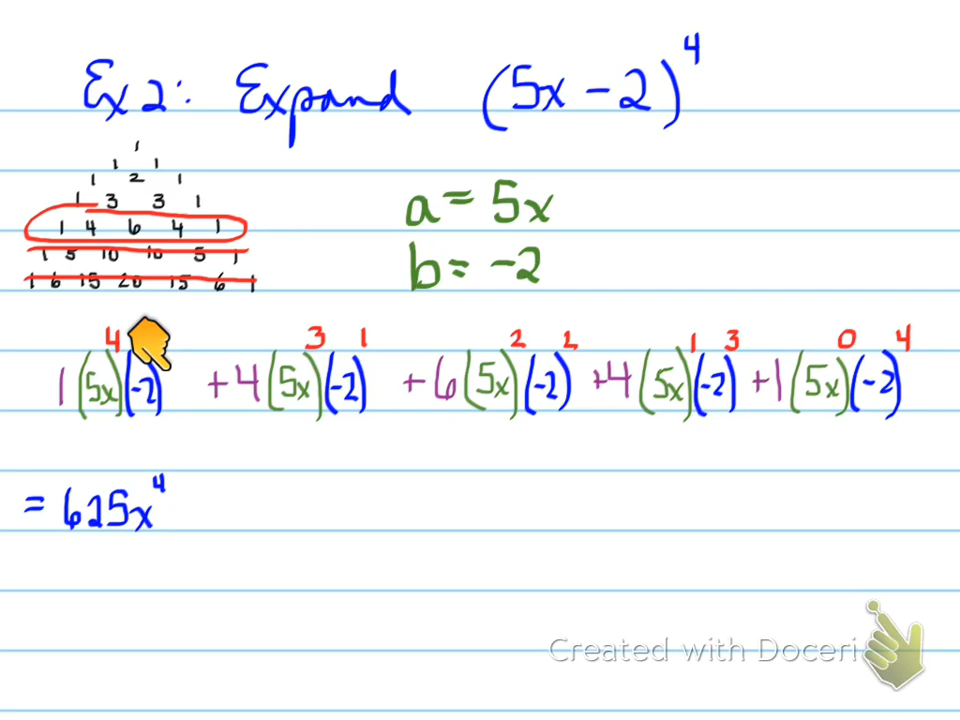 Ex 2: Expand (5x - 2)^4
1
1 1
1 2 1
1 3 3 1
1 4 6 4 1
1 5 10 10 5 1
1 6 15 20 15 6 1
a = 5x
b = -2
1(5x)^4(-2) + 4(5x)^3(-2)^1 + 6(5x)^2(-2)^2 + 4(5x)^1(-2)^3 + 1(5x)^0(-2)^4
= 625x^4
Created with Doceri